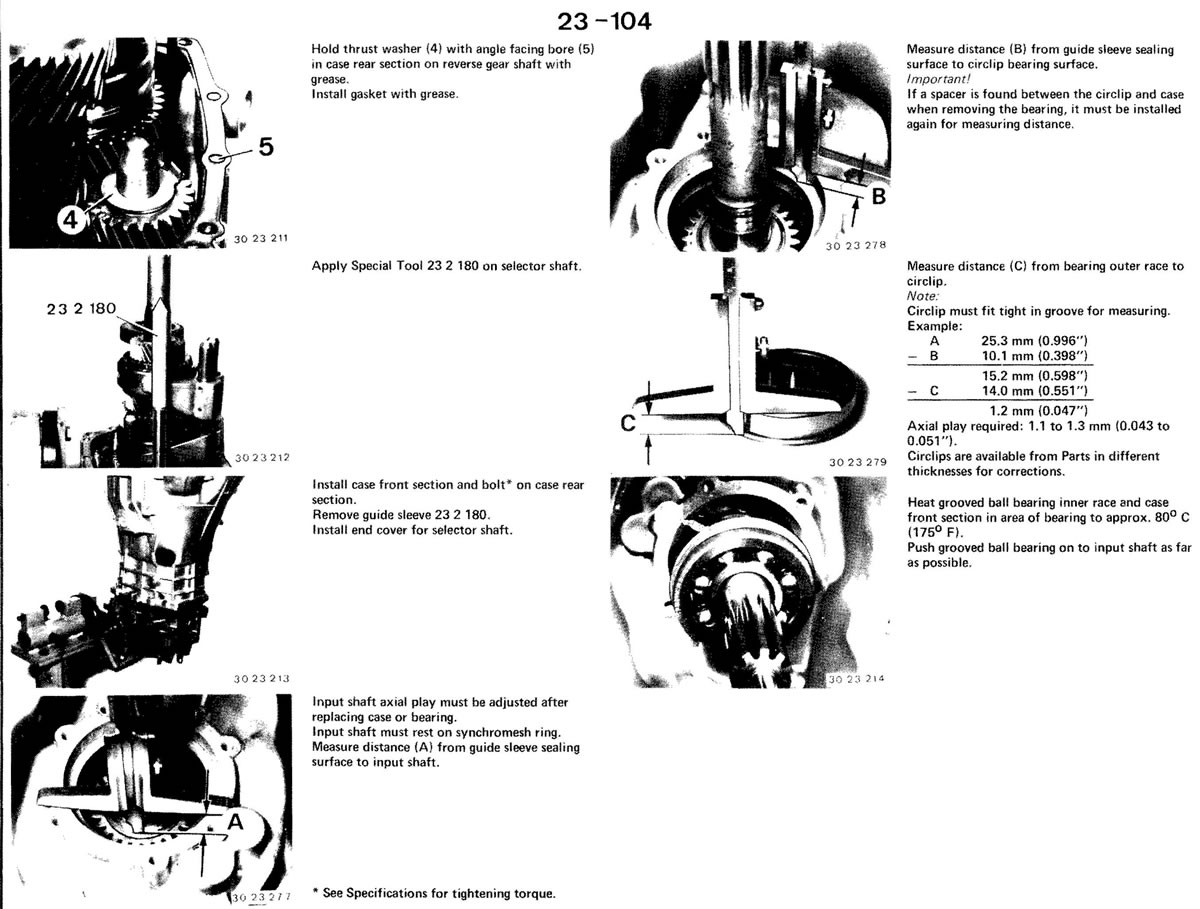 23-104
Hold thrust washer (4) with angle facing bore (5)
in case rear section on reverse gear shaft with
grease.
Install gasket with grease.
5
4
30 23 211
Apply Special Tool 23 2 180 on selector shaft.
23 2 180
30 23 212
Install case front section and bolt* on case rear
section.
Remove guide sleeve 23 2 180.
Install end cover for selector shaft.
30 23 213
Input shaft axial play must be adjusted after
replacing case or bearing.
Input shaft must rest on synchromesh ring.
Measure distance (A) from guide sleeve sealing
surface to input shaft.
A
30 23 277
* See Specifications for tightening torque.
Measure distance (B) from guide sleeve sealing
surface to circlip bearing surface.
Important!
If a spacer is found between the circlip and case
when removing the bearing, it must be installed
again for measuring distance.
B
30 23 278
Measure distance (C) from bearing outer race to
circlip.
Note:
Circlip must fit tight in groove for measuring.
Example:
A 25.3 mm (0.996″)
– B 10.1 mm (0.398″)
15.2 mm (0.598″)
– C 14.0 mm (0.551″)
1.2 mm (0.047″)
Axial play required: 1.1 to 1.3 mm (0.043 to
0.051″).
Circlips are available from Parts in different
thicknesses for corrections.
C
30 23 279
Heat grooved ball bearing inner race and case
front section in area of bearing to approx. 80° C
(175° F).
Push grooved ball bearing on to input shaft as far
as possible.
30 23 214